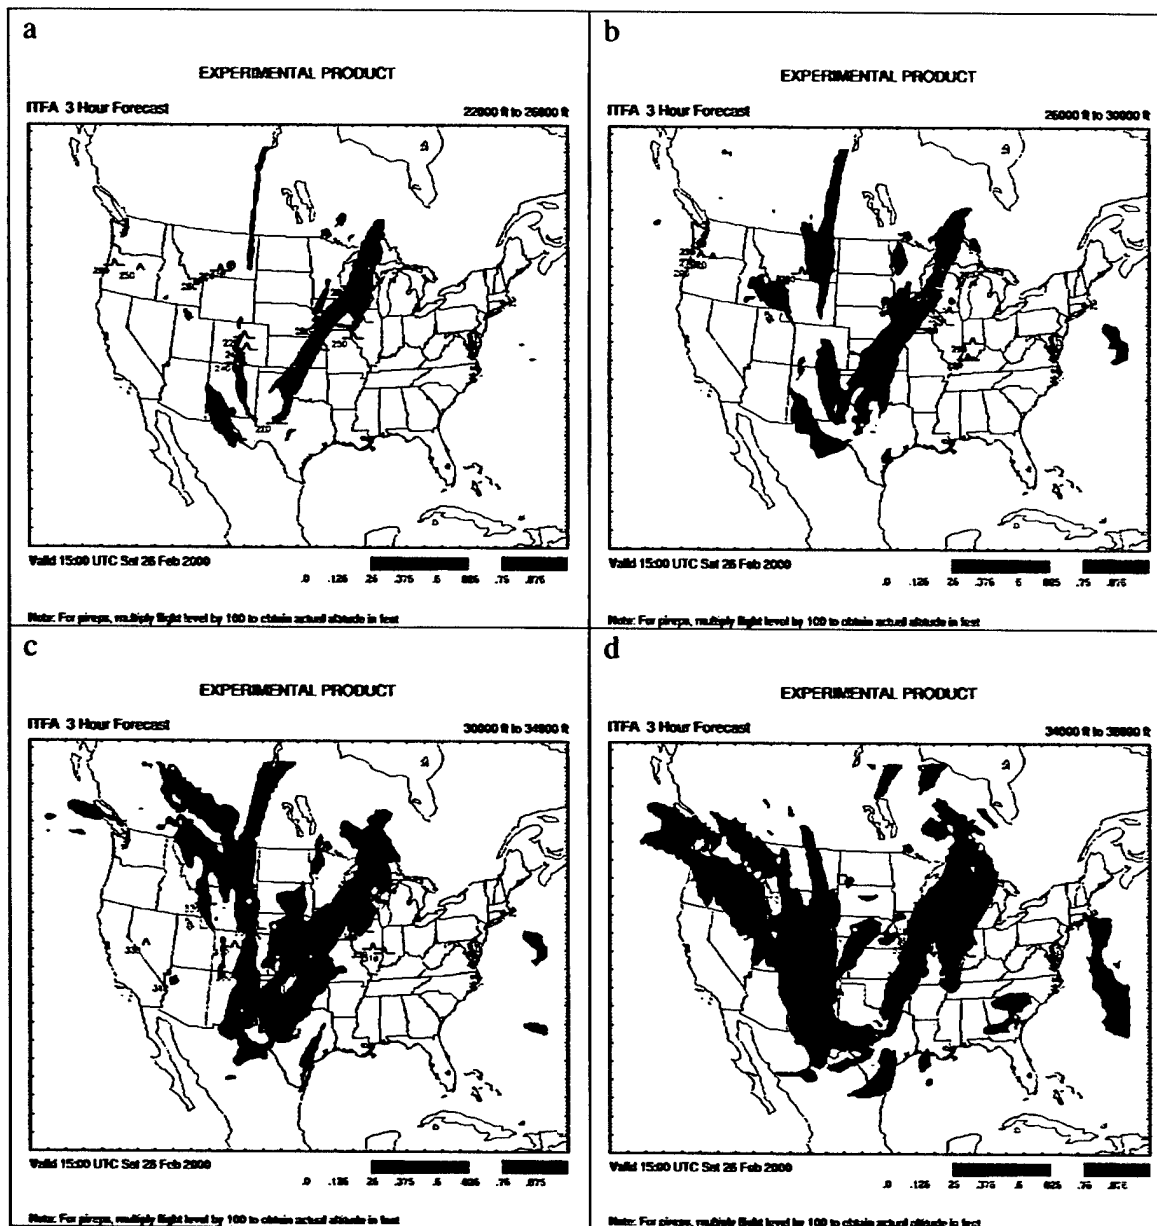 a
EXPERIMENTAL PRODUCT
ITFA 3 Hour Forecast
22000 ft to 26000 ft
250
250
Valid 15:00 UTC Sat 26 Feb 2000
.0 .125 .25 .375 .5 .625 .75 .875
Note: For pireps, multiply flight level by 100 to obtain actual altitude in feet
b
EXPERIMENTAL PRODUCT
ITFA 3 Hour Forecast
26000 ft to 30000 ft
Valid 15:00 UTC Sat 26 Feb 2000
.0 .125 .25 .375 .5 .625 .75 .875
Note: For pireps, multiply flight level by 100 to obtain actual altitude in feet
c
EXPERIMENTAL PRODUCT
ITFA 3 Hour Forecast
30000 ft to 34000 ft
Valid 15:00 UTC Sat 26 Feb 2000
.0 .125 .25 .375 .5 .625 .75 .875
Note: For pireps, multiply flight level by 100 to obtain actual altitude in feet
d
EXPERIMENTAL PRODUCT
ITFA 3 Hour Forecast
34000 ft to 38000 ft
Valid 15:00 UTC Sat 26 Feb 2000
.0 .125 .25 .375 .5 .625 .75 .875
Note: For pireps, multiply flight level by 100 to obtain actual altitude in feet